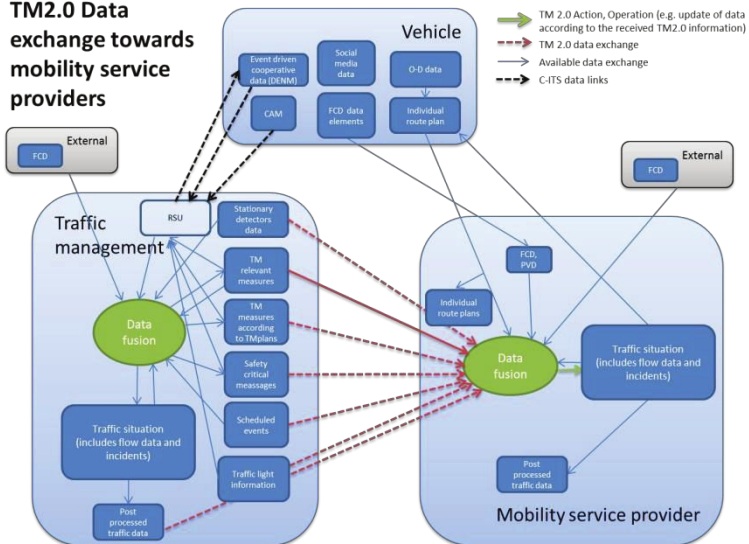 TM2.0 Data
exchange towards
mobility service
providers
Vehicle
Event driven
cooperative
data (DENM)
Social
media
data
O-D data
CAM
FCD data
elements
Individual
route plan
TM 2.0 Action, Operation (e.g. update of data
according to the received TM2.0 information)
TM 2.0 data exchange
Available data exchange
C-ITS data links
External
FCD
External
FCD
Traffic
management
RSU
Stationary
detectors
data
TM
relevant
measures
TM
measures
according
to TMplans
Safety
critical
meassages
Scheduled
events
Traffic light
information
Data
fusion
Traffic situation
(includes flow data and
incidents)
Post
processed
traffic data
FCD,
PVD
Individual
route plans
Data
fusion
Traffic situation
(includes flow data and
incidents)
Post
processed
traffic data
Mobility service provider